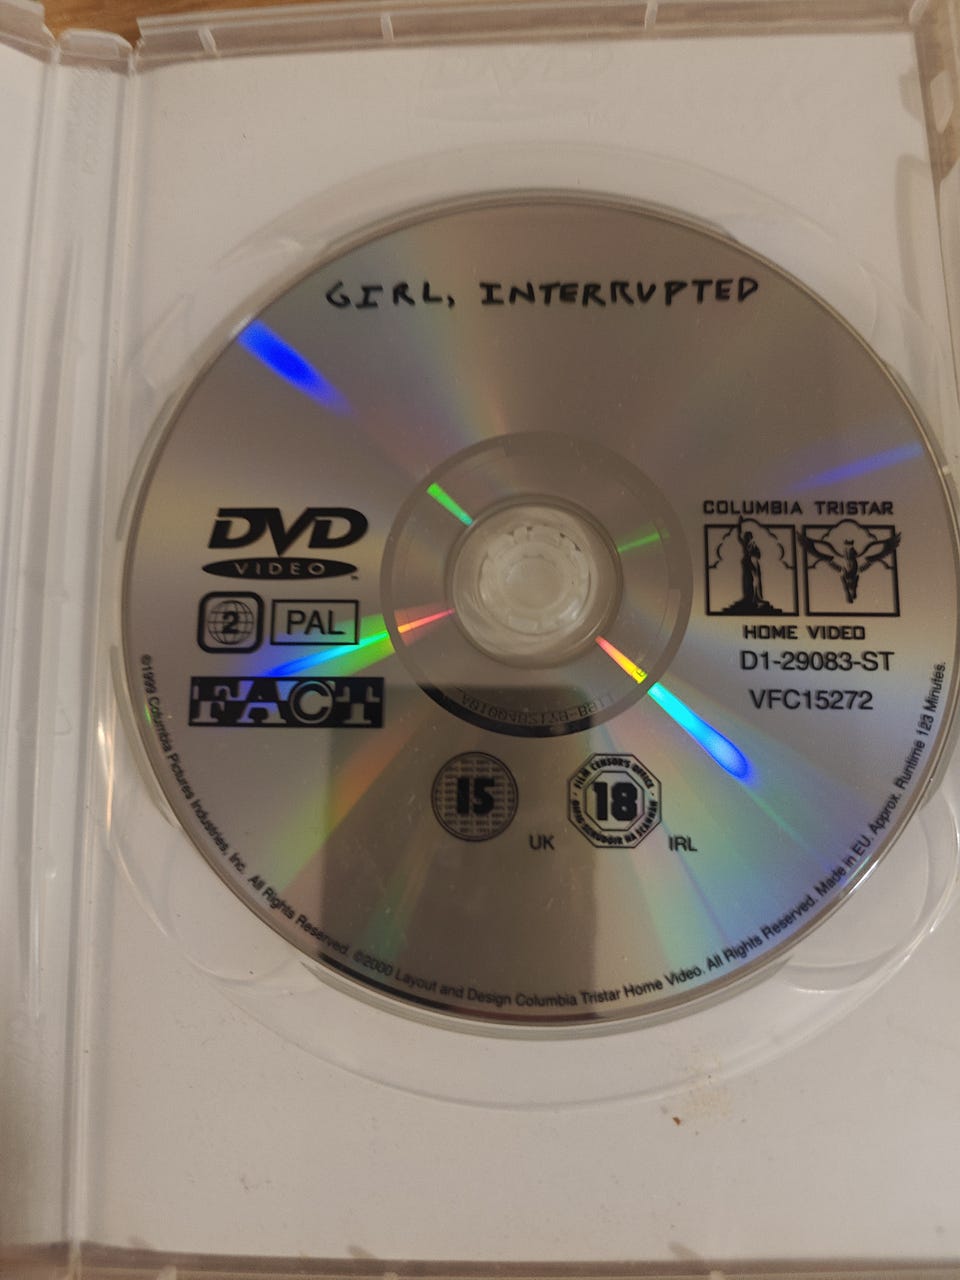 GIRL, INTERRUPTED
DVD
VIDEO
2
PAL
FACT
COLUMBIA TRISTAR
HOME VIDEO
D1-29083-ST
VFC15272
15
UK
FILM CENSOR'S OFFICE
18
IRL
©1999 Columbia Pictures Industries, Inc. All Rights Reserved. ©2000 Layout and Design Columbia Tristar Home Video. All Rights Reserved. Made in EU. Approx. Runtime 123 Minutes.